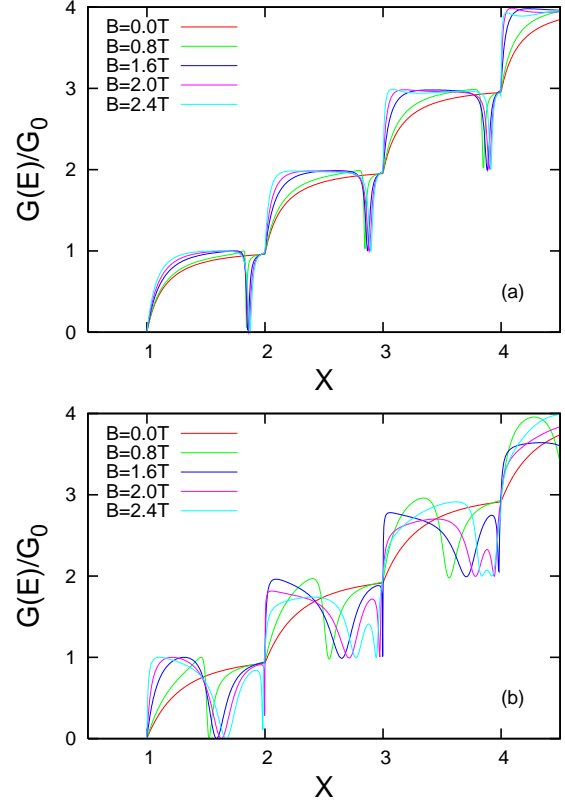 4
3
2
1
0
G(E)/G₀
B=0.0T
B=0.8T
B=1.6T
B=2.0T
B=2.4T
(a)
1 2 3 4
X
4
3
2
1
0
G(E)/G₀
B=0.0T
B=0.8T
B=1.6T
B=2.0T
B=2.4T
(b)
1 2 3 4
X